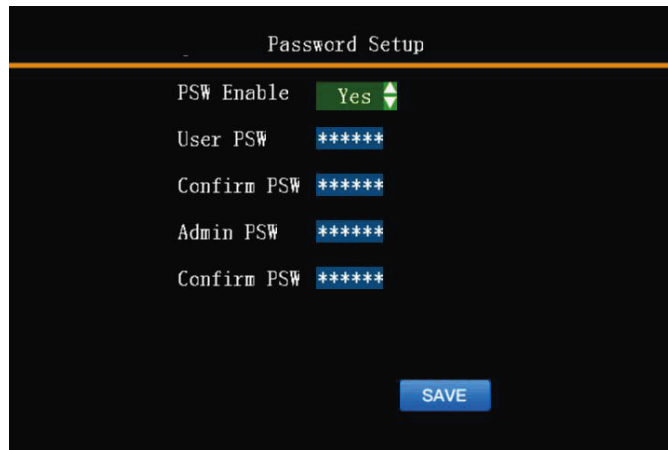 Password Setup
PSW Enable Yes
User PSW ******
Confirm PSW ******
Admin PSW ******
Confirm PSW ******
SAVE